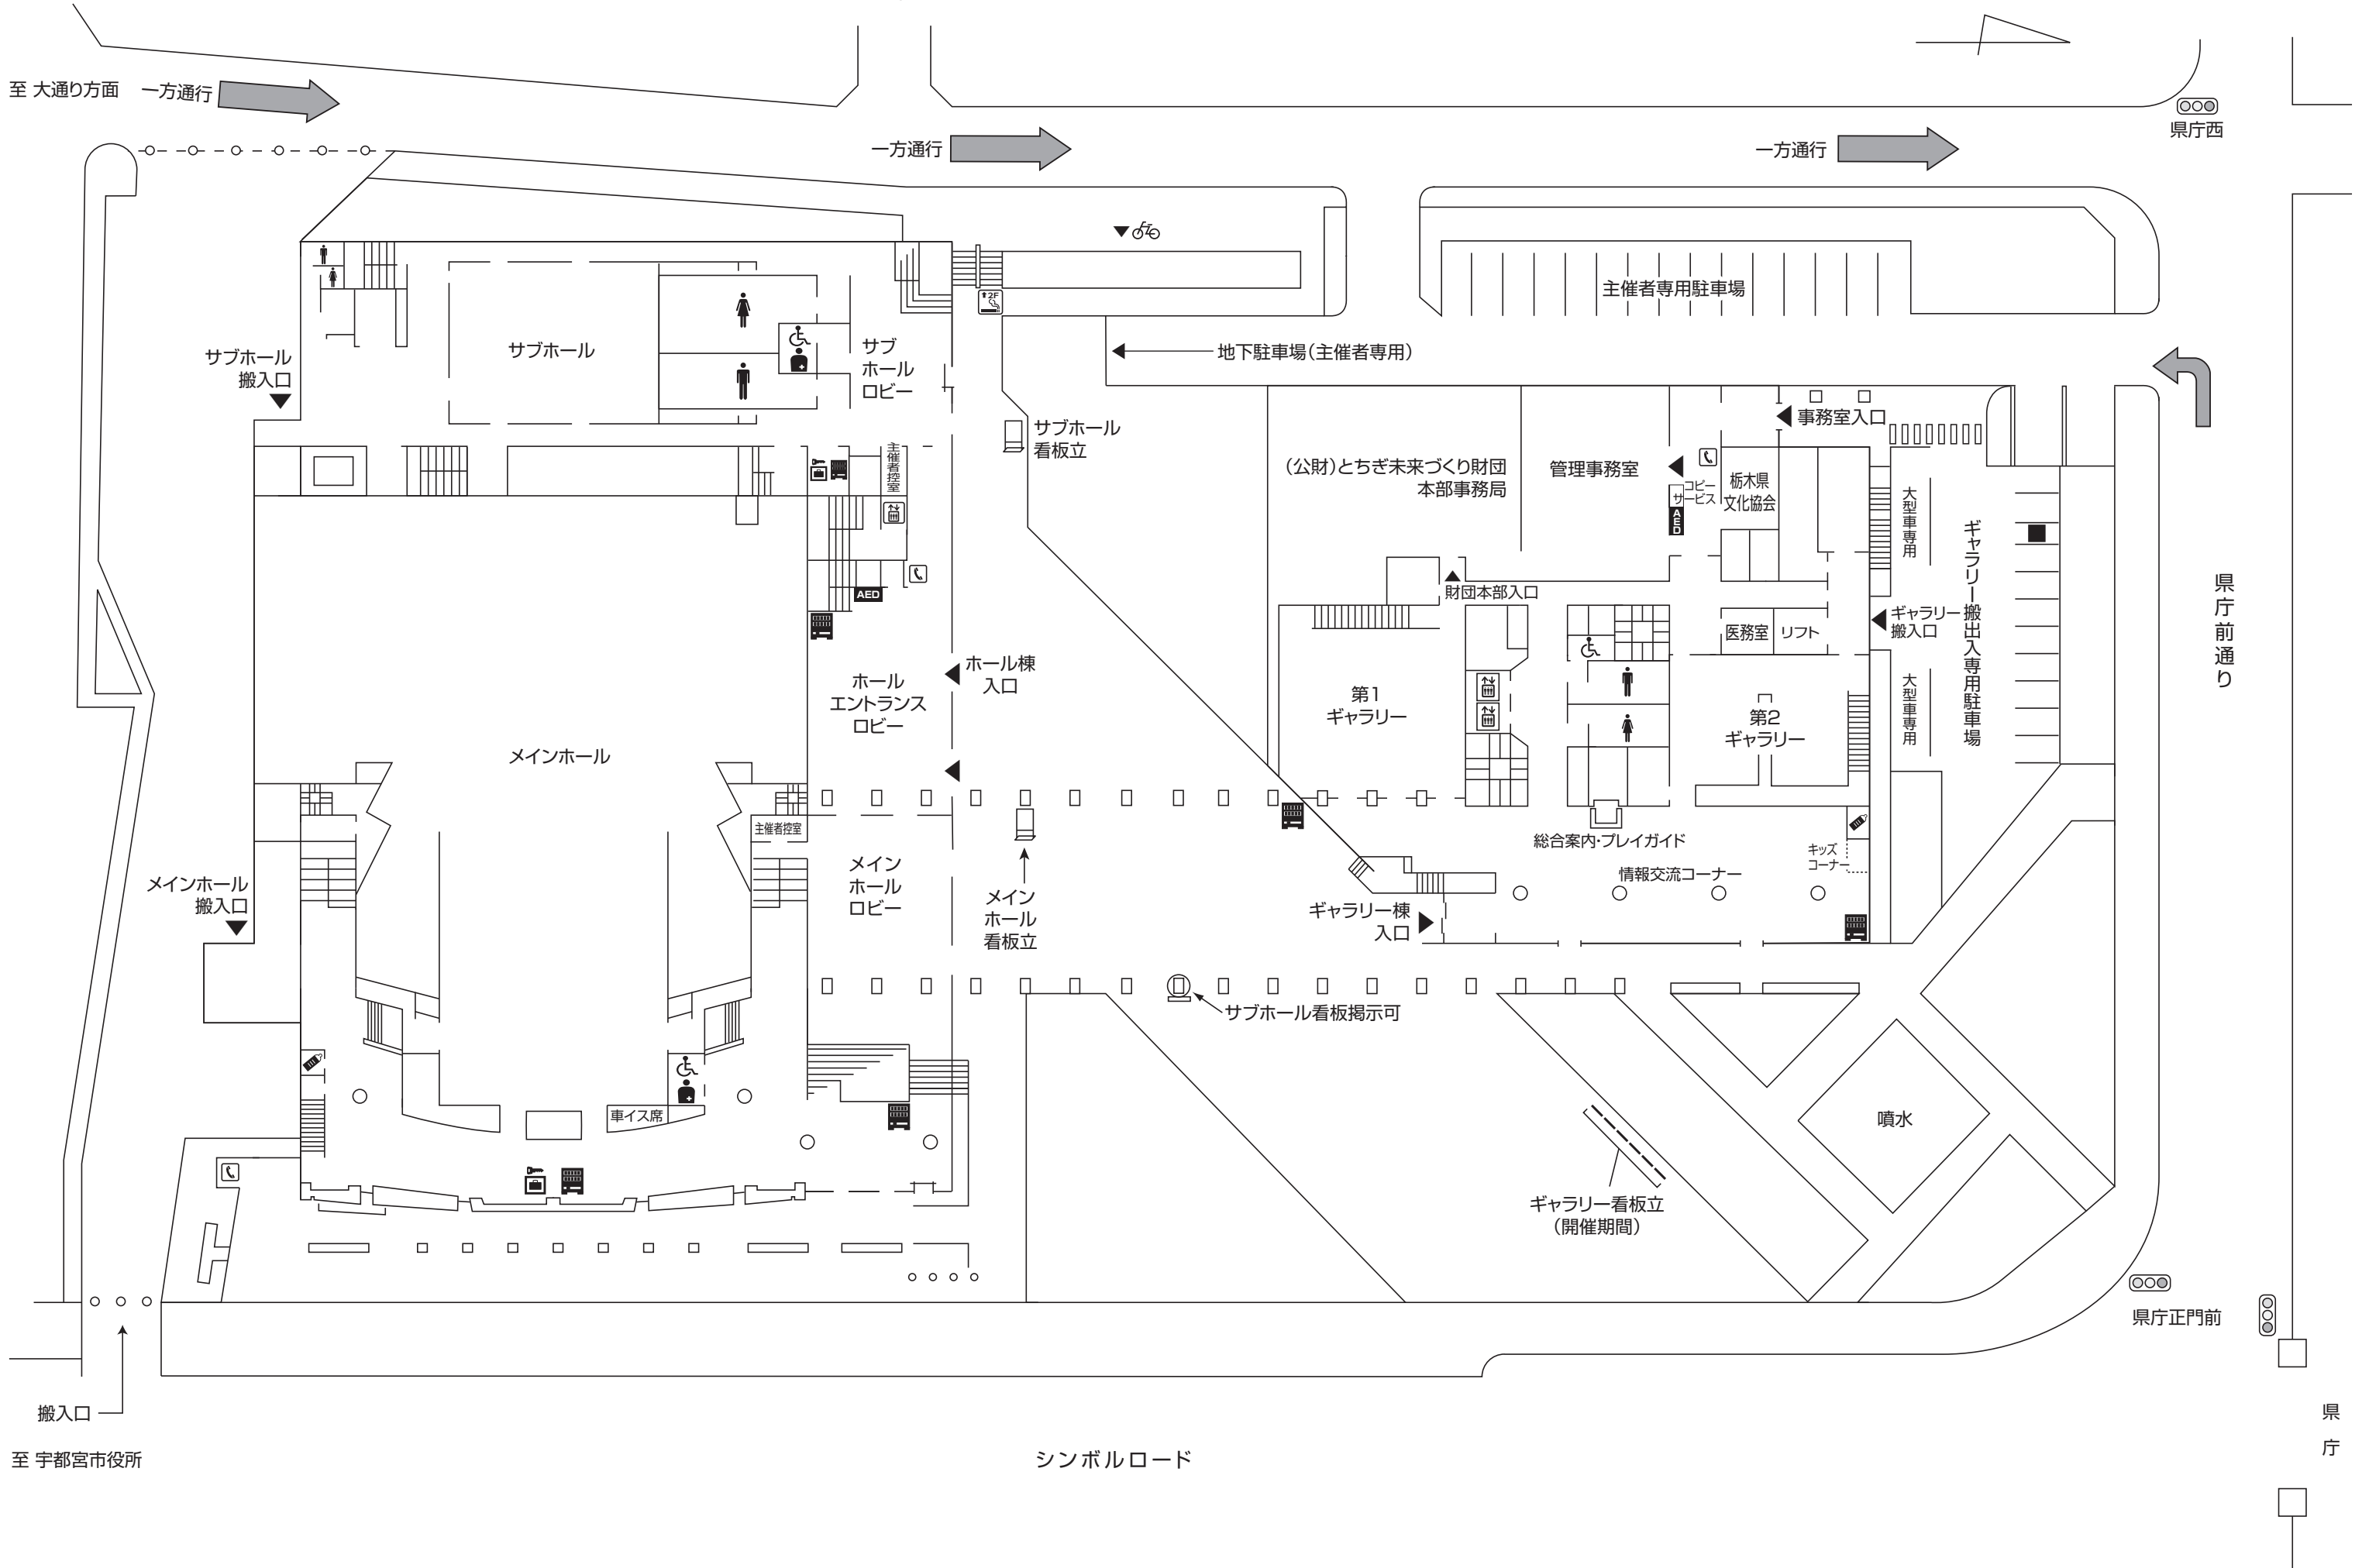 至 大通り方面
一方通行
一方通行
一方通行
県庁西
2F
主催者専用駐車場
サブホール
搬入口
サブホール
サブ
ホール
ロビー
地下駐車場(主催者専用)
サブホール
看板立
事務室入口
(公財)とちぎ未来づくり財団
本部事務局
管理事務室
コピー
サービス
AED
栃木県
文化協会
主催者控室
大型車専用
ギャラリー搬出入専用駐車場
県庁前通り
財団本部入口
AED
医務室
リフト
ギャラリー
搬入口
ホール棟
入口
ホール
エントランス
ロビー
第1
ギャラリー
第2
ギャラリー
大型車専用
メインホール
主催者控室
総合案内・プレイガイド
キッズ
コーナー
情報交流コーナー
メインホール
搬入口
メイン
ホール
ロビー
メイン
ホール
看板立
ギャラリー棟
入口
サブホール看板掲示可
車イス席
噴水
ギャラリー看板立
(開催期間)
県庁正門前
搬入口
至 宇都宮市役所
シンボルロード
県庁